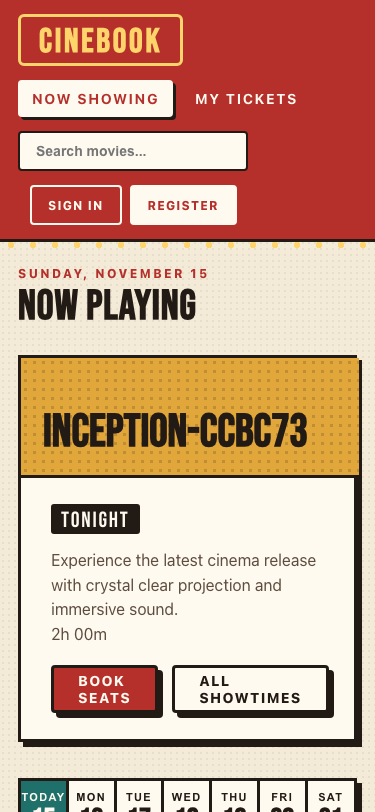 CINEBOOK
NOW SHOWING MY TICKETS
Search movies...
SIGN IN REGISTER
SUNDAY, NOVEMBER 15
NOW PLAYING
INCEPTION-CCBC73
TONIGHT
Experience the latest cinema release
with crystal clear projection and
immersive sound.
2h 00m
BOOK
SEATS
ALL
SHOWTIMES
TODAY MON TUE WED THU FRI SAT